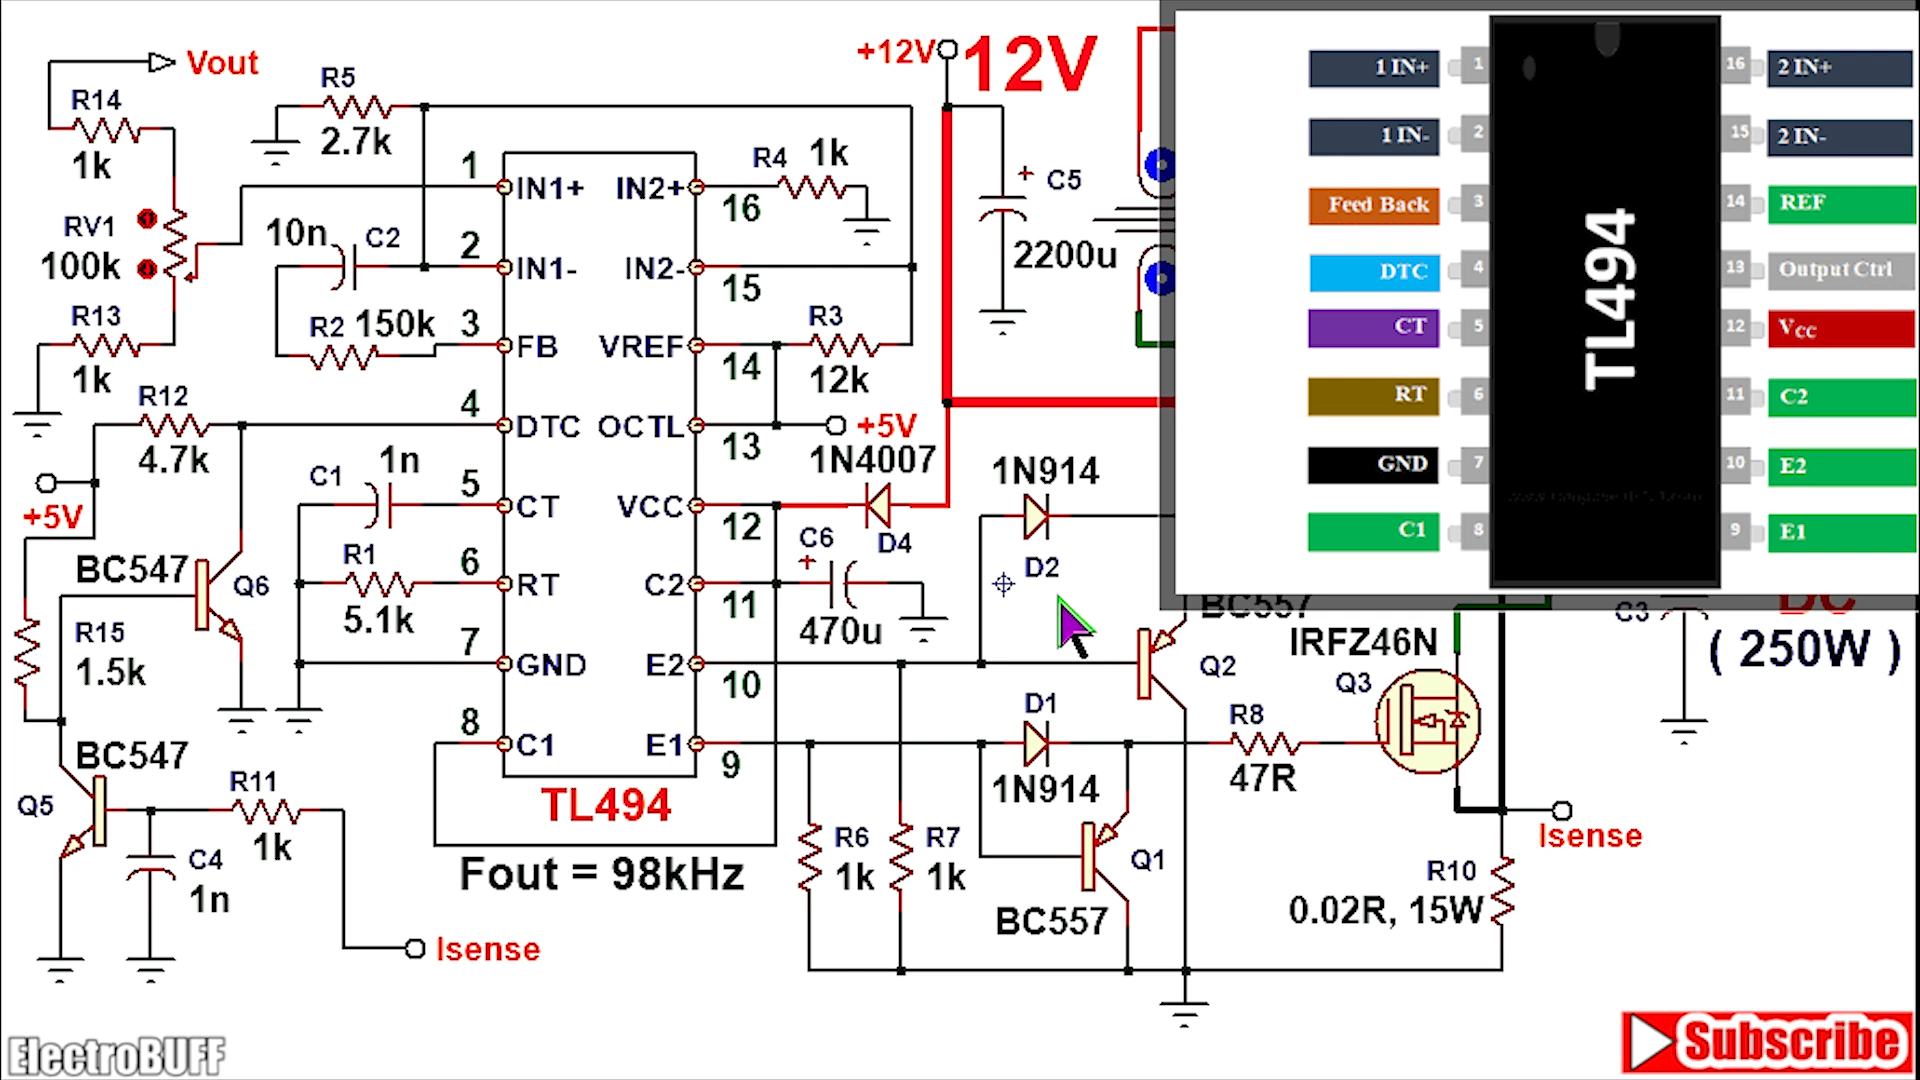 Vout
R14
1k
RV1
100k
R13
1k
R5
2.7k
10n
C2
R2 150k
R12
4.7k
+5V
C1
1n
R1
5.1k
BC547
Q6
R15
1.5k
BC547
Q5
R11
1k
C4
1n
Isense
1
2
3
4
5
6
7
8
IN1+
IN1-
FB
DTC
CT
RT
GND
C1
IN2+
IN2-
VREF
OCTL
VCC
C2
E2
E1
16
15
14
13
12
11
10
9
TL494
Fout = 98kHz
R4
1k
R3
12k
+5V
1N4007
D4
C6
+
470u
+12V
12V
+
C5
2200u
1N914
D2
D1
1N914
R6
1k
R7
1k
Q1
BC557
BC557
Q2
R8
47R
IRFZ46N
Q3
Isense
R10
0.02R, 15W
C3
DC
( 250W )
1 IN+
1 IN-
Feed Back
DTC
CT
RT
GND
C1
1
2
3
4
5
6
7
8
TL494
16
15
14
13
12
11
10
9
2 IN+
2 IN-
REF
Output Ctrl
VCC
C2
E2
E1
ElectroBUFF
Subscribe